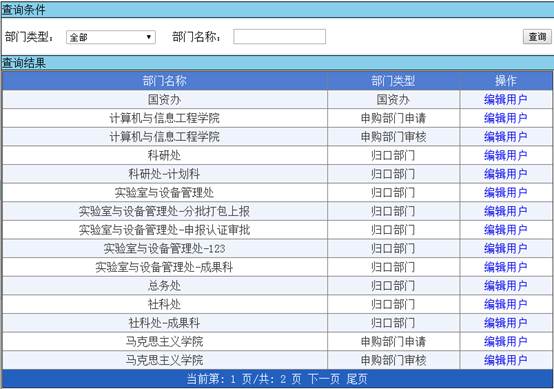 查询条件
部门类型： 全部 部门名称： 查询
查询结果
部门名称 部门类型 操作
国资办 国资办 编辑用户
计算机与信息工程学院 申购部门申请 编辑用户
计算机与信息工程学院 申购部门审核 编辑用户
科研处 归口部门 编辑用户
科研处-计划科 归口部门 编辑用户
实验室与设备管理处 归口部门 编辑用户
实验室与设备管理处-分批打包上报 归口部门 编辑用户
实验室与设备管理处-申报认证审批 归口部门 编辑用户
实验室与设备管理处-123 归口部门 编辑用户
实验室与设备管理处-成果科 归口部门 编辑用户
总务处 归口部门 编辑用户
社科处 归口部门 编辑用户
社科处-成果科 归口部门 编辑用户
马克思主义学院 申购部门申请 编辑用户
马克思主义学院 申购部门审核 编辑用户
当前第: 1 页/共: 2 页 下一页 尾页